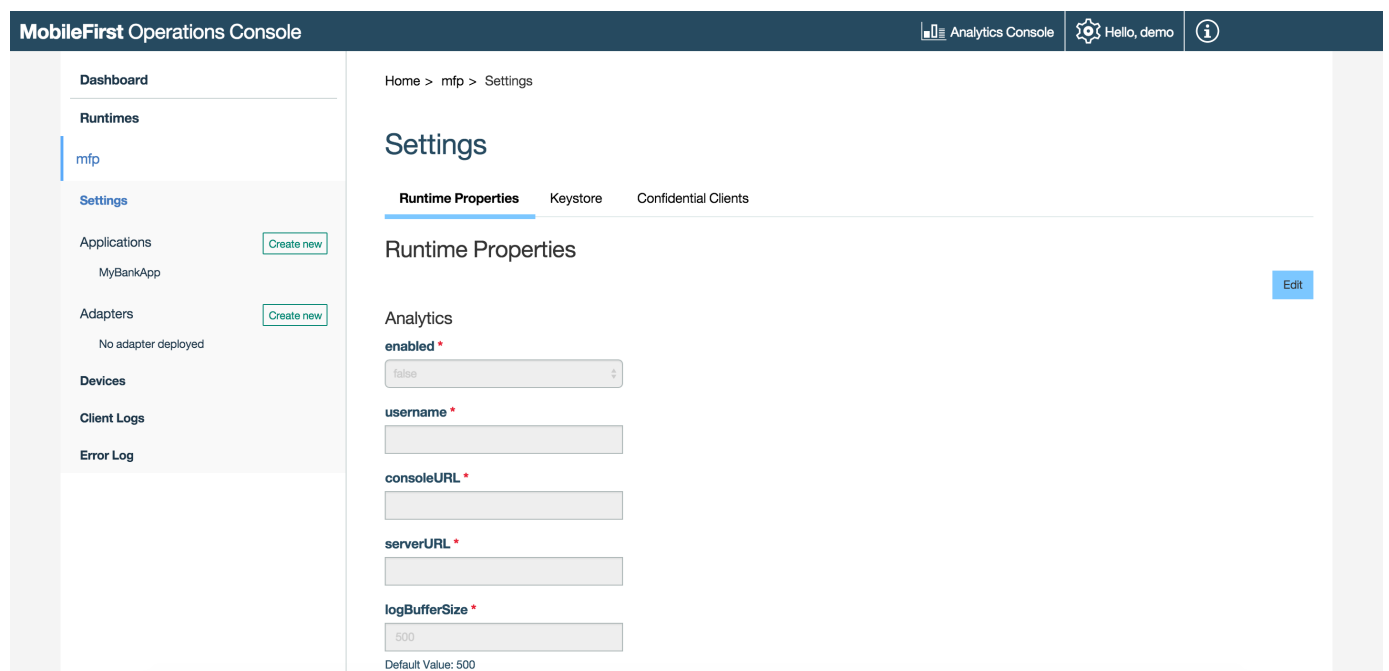 MobileFirst Operations Console
Analytics Console
Hello, demo
Dashboard
Runtimes
mfp
Settings
Applications
Create new
MyBankApp
Adapters
Create new
No adapter deployed
Devices
Client Logs
Error Log
Home > mfp > Settings
Settings
Runtime Properties Keystore Confidential Clients
Runtime Properties
Edit
Analytics
enabled *
false
username *
consoleURL *
serverURL *
logBufferSize *
500
Default Value: 500